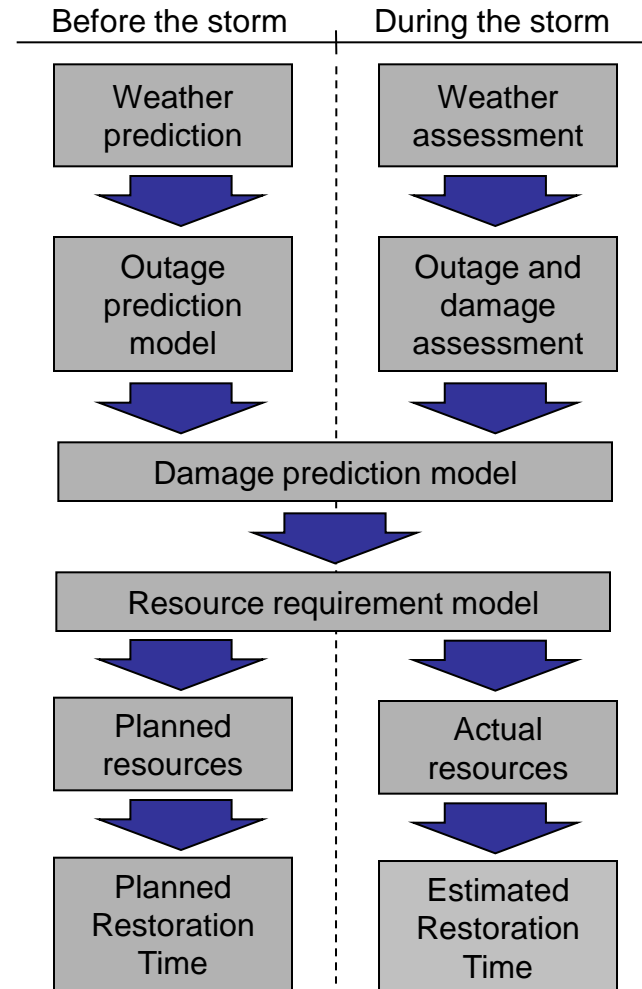 Before the storm
During the storm
Weather
prediction
Weather
assessment
Outage
prediction
model
Outage and
damage
assessment
Damage prediction model
Resource requirement model
Planned
resources
Actual
resources
Planned
Restoration
Time
Estimated
Restoration
Time